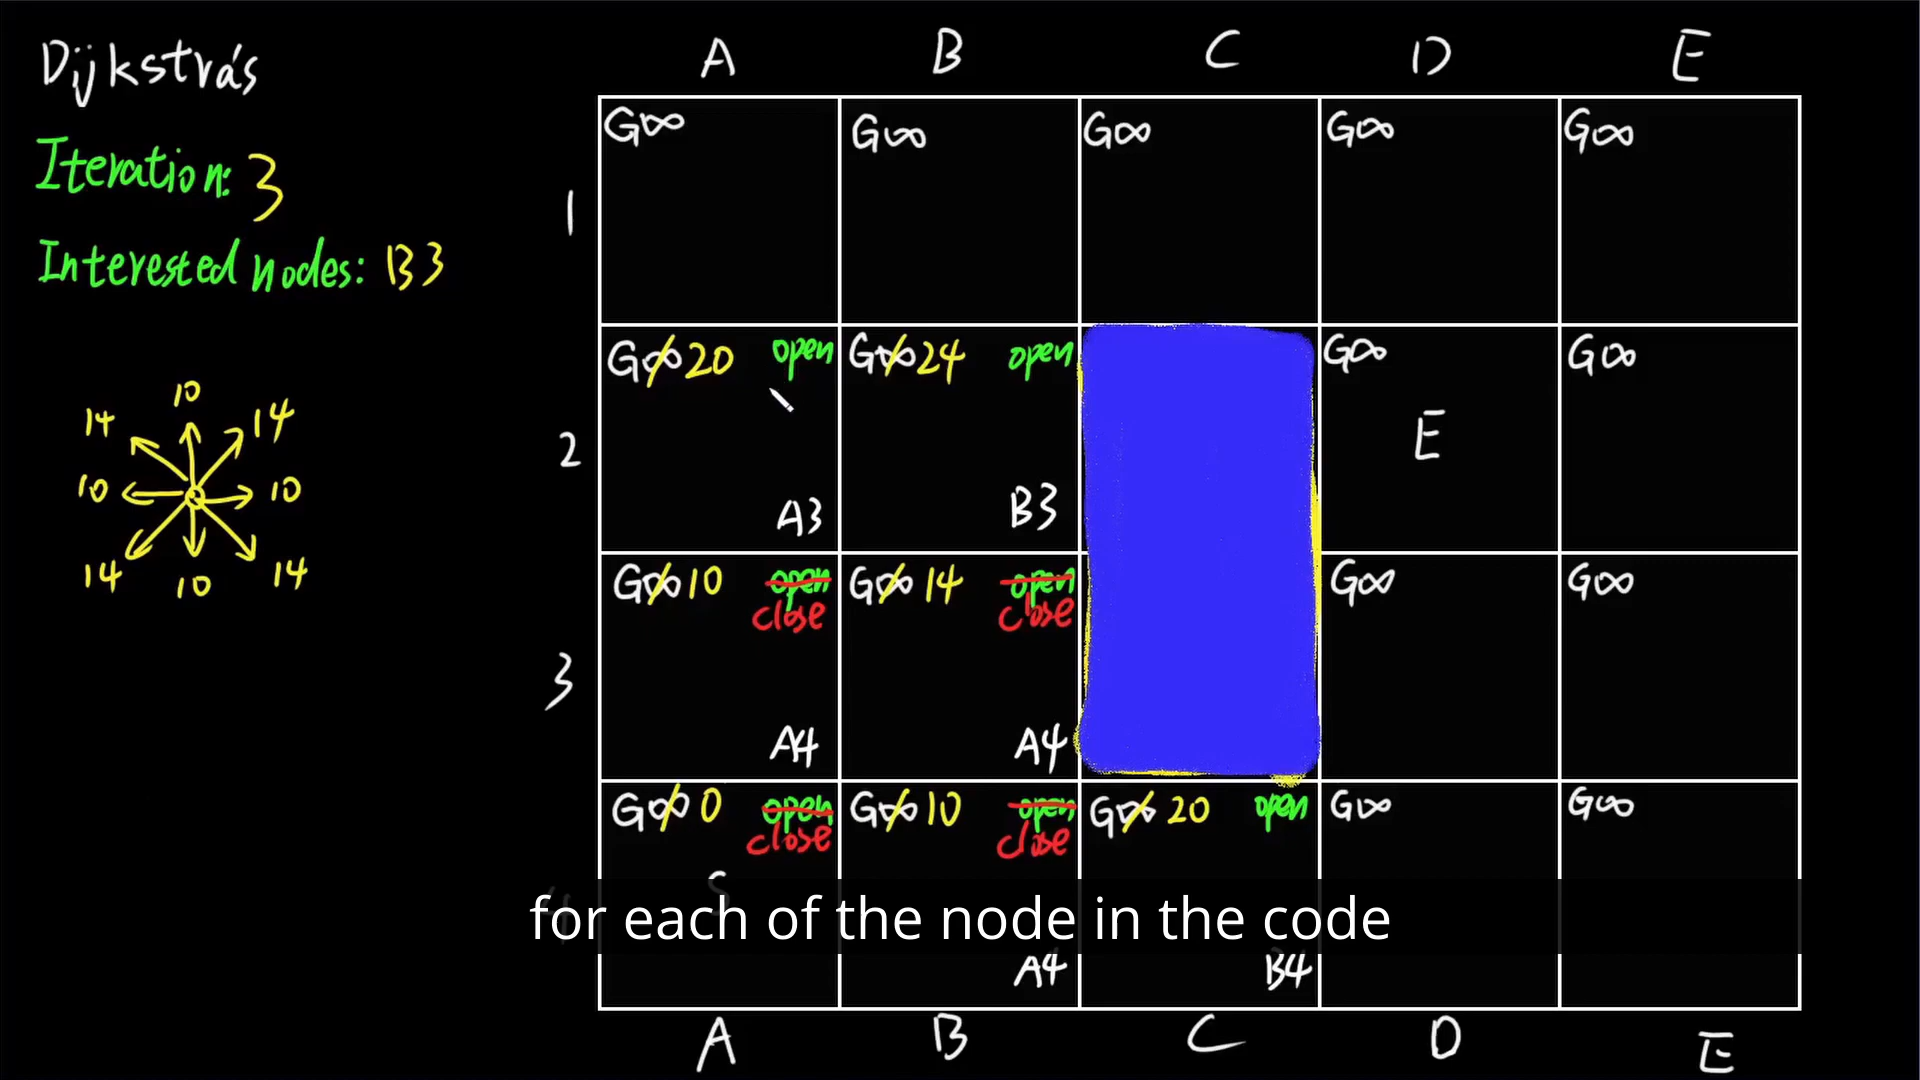 Dijkstra's
Iteration: 3
Interested nodes: B3
10
14 14
10 10
14 10 14
A B C D E
1 G∞ G∞ G∞ G∞ G∞
2 G∞ 20 open G∞ 24 open G∞ G∞
E
A3 B3
3 G∞ 10 open G∞ 14 open G∞ G∞
close close
A4 A4
G∞ 0 open G∞ 10 open G∞ 20 open G∞ G∞
close close
S
for each of the node in the code
A4 B4
A B C D E